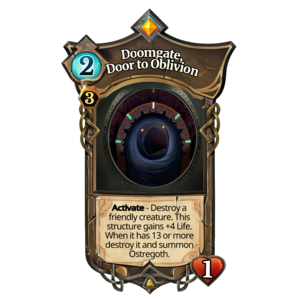 Doomgate,
Door to Oblivion
2
3
Activate - Destroy a
friendly creature. This
structure gains +4 Life.
When it has 13 or more
destroy it and summon
Ostregoth.
1